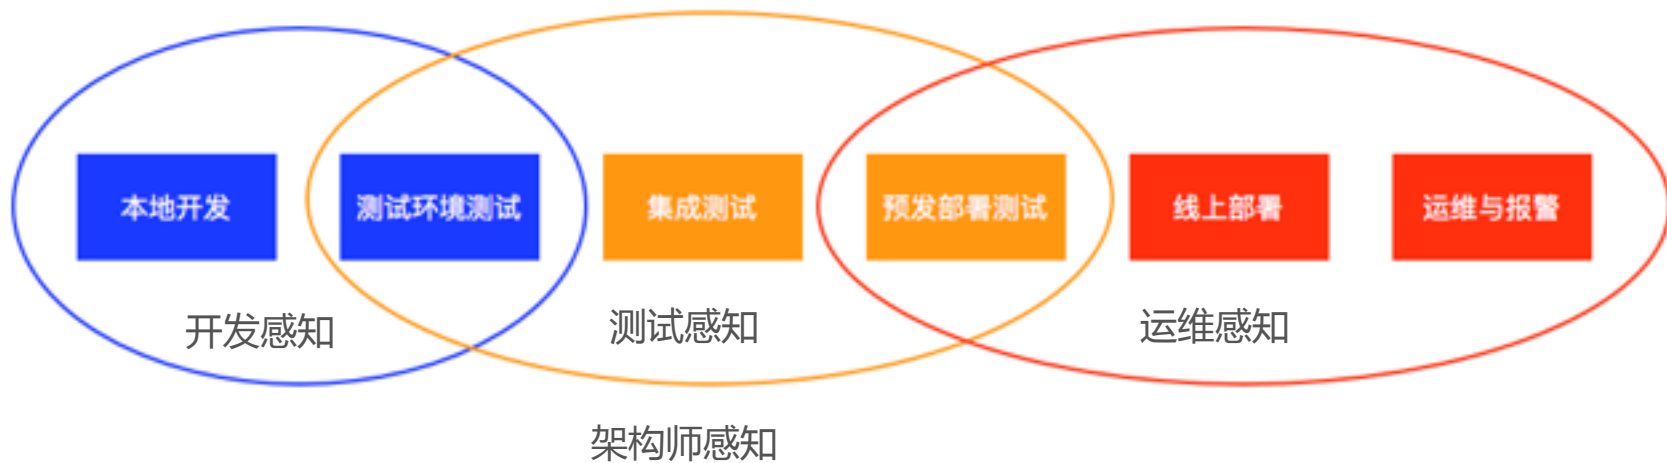 本地开发
测试环境测试
集成测试
预发部署测试
线上部署
运维与报警
开发感知
测试感知
运维感知
架构师感知